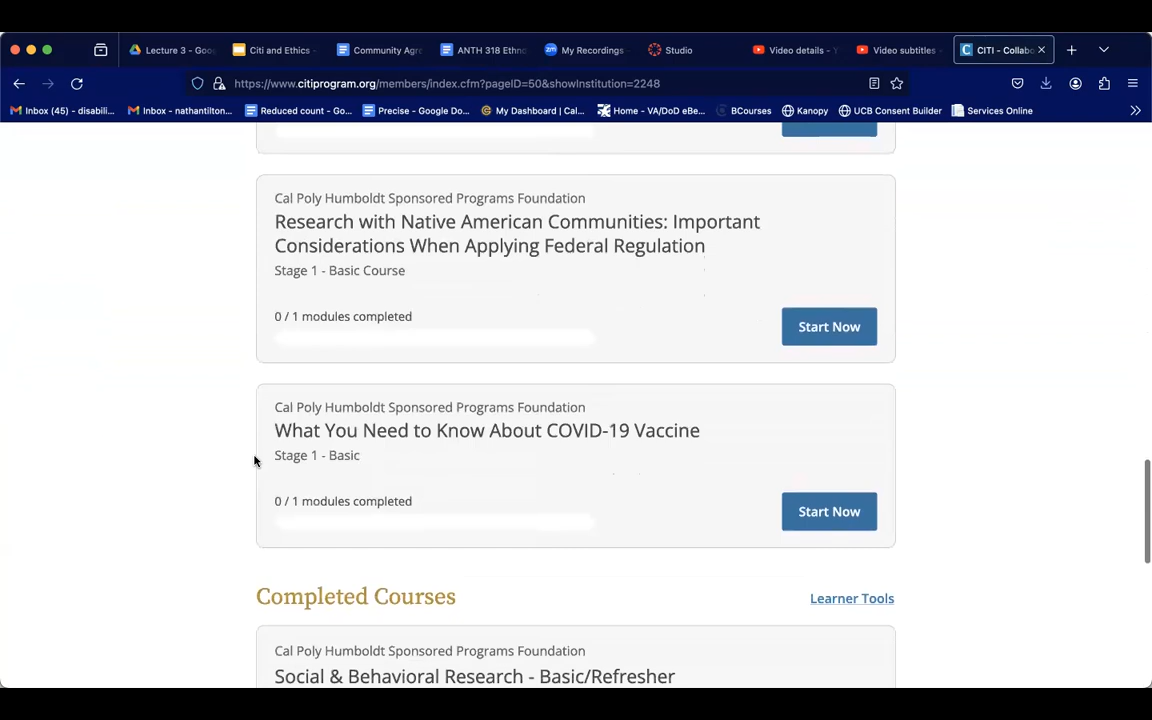 Lecture 3 - Goo
Citi and Ethics
Community Agr
ANTH 318 Ethno
My Recordings
Studio
Video details -
Video subtitles
CITI - Collabo
https://www.citiprogram.org/members/index.cfm?pageID=50&showInstitution=2248
Inbox (45) - disabili...
Inbox - nathantilton...
Reduced count - Go...
Precise - Google Do...
My Dashboard | Cal...
Home - VA/DoD eBe...
BCourses
Kanopy
UCB Consent Builder
Services Online
Cal Poly Humboldt Sponsored Programs Foundation
Research with Native American Communities: Important
Considerations When Applying Federal Regulation
Stage 1 - Basic Course
0 / 1 modules completed
Start Now
Cal Poly Humboldt Sponsored Programs Foundation
What You Need to Know About COVID-19 Vaccine
Stage 1 - Basic
0 / 1 modules completed
Start Now
Completed Courses
Learner Tools
Cal Poly Humboldt Sponsored Programs Foundation
Social & Behavioral Research - Basic/Refresher